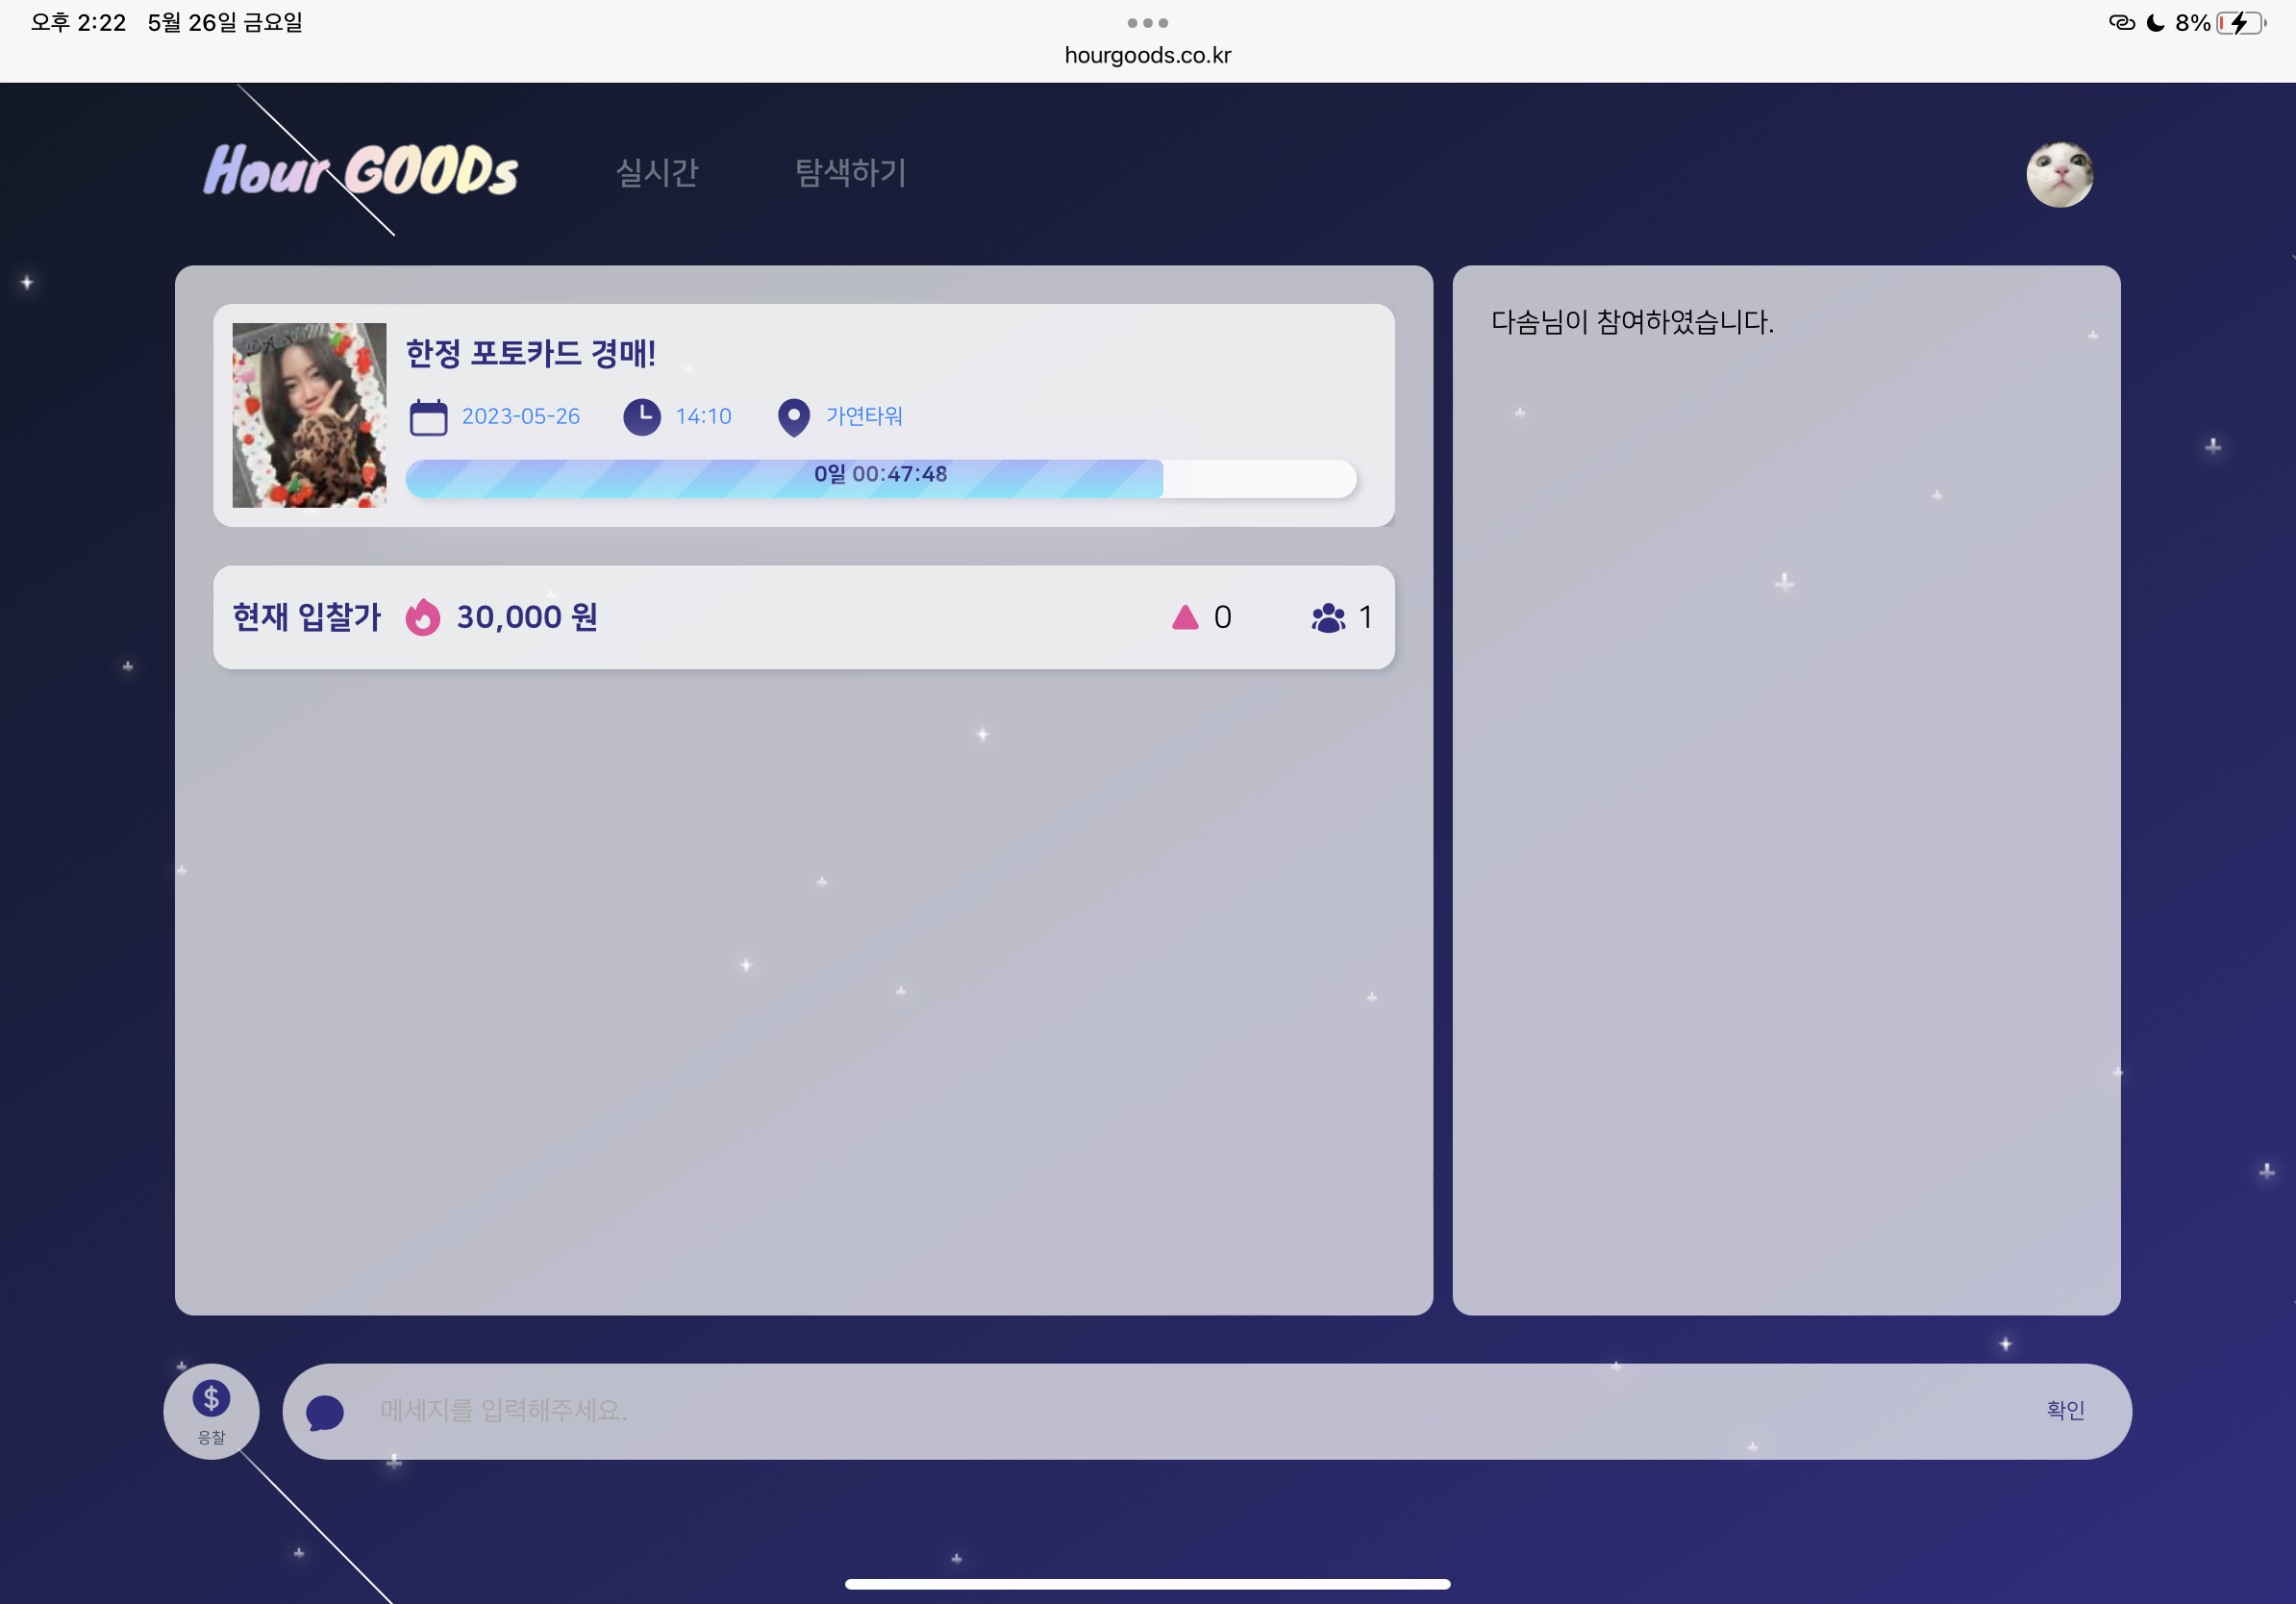 오후 2:22 5월 26일 금요일
8%
hourgoods.co.kr
Hour GOODs 실시간 탐색하기
한정 포토카드 경매!
2023-05-26 14:10 가연타워
0일 00:47:48
현재 입찰가 30,000 원 0 1
다솜님이 참여하였습니다.
$
응찰
메세지를 입력해주세요. 확인